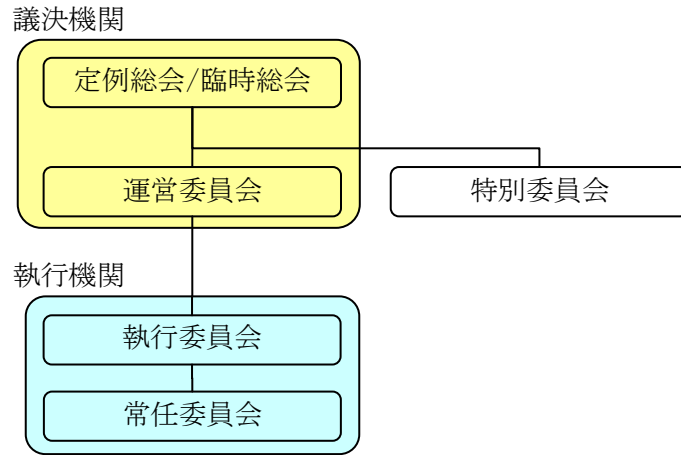 議決機関
定例総会/臨時総会
運営委員会
特別委員会
執行機関
執行委員会
常任委員会